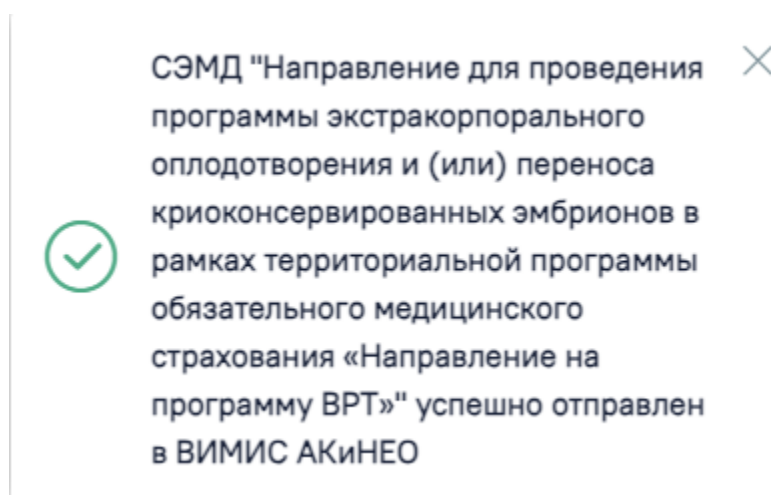 СЭМД "Направление для проведения
программы экстракорпорального
оплодотворения и (или) переноса
криоконсервированных эмбрионов в
рамках территориальной программы
обязательного медицинского
страхования «Направление на
программу ВРТ»" успешно отправлен
в ВИМИС АКиНЕО